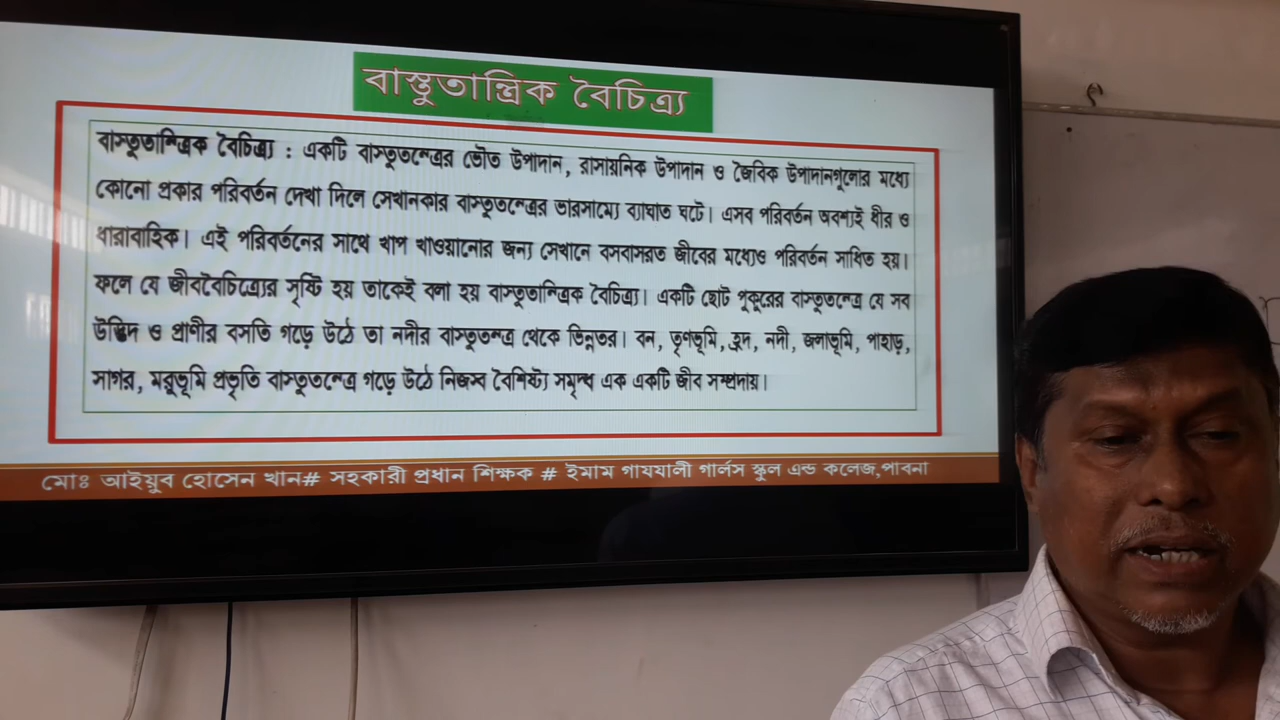 বাস্তুতান্ত্রিক বৈচিত্র্য
বাস্তুতান্ত্রিক বৈচিত্র্য : একটি বাস্তুতন্ত্রের ভৌত উপাদান, রাসায়নিক উপাদান ও জৈবিক উপাদানগুলোর মধ্যে
কোনো প্রকার পরিবর্তন দেখা দিলে সেখানকার বাস্তুতন্ত্রের ভারসাম্যে ব্যাঘাত ঘটে। এসব পরিবর্তন অবশ্যই ধীর ও
ধারাবাহিক। এই পরিবর্তনের সাথে খাপ খাওয়ানোর জন্য সেখানে বসবাসরত জীবের মধ্যেও পরিবর্তন সাধিত হয়।
ফলে যে জীববৈচিত্র্যের সৃষ্টি হয় তাকেই বলা হয় বাস্তুতান্ত্রিক বৈচিত্র্য। একটি ছোট পুকুরের বাস্তুতন্ত্রে যে সব
উদ্ভিদ ও প্রাণীর বসতি গড়ে উঠে তা নদীর বাস্তুতন্ত্র থেকে ভিন্নতর। বন, তৃণভূমি, হ্রদ, নদী, জলাভূমি, পাহাড়,
সাগর, মরুভূমি প্রভৃতি বাস্তুতন্ত্রে গড়ে উঠে নিজস্ব বৈশিষ্ট্য সমৃদ্ধ এক একটি জীব সম্প্রদায়।
মোঃ আইয়ুব হোসেন খান# সহকারী প্রধান শিক্ষক # ইমাম গাযযালী গার্লস স্কুল এন্ড কলেজ,পাবনা